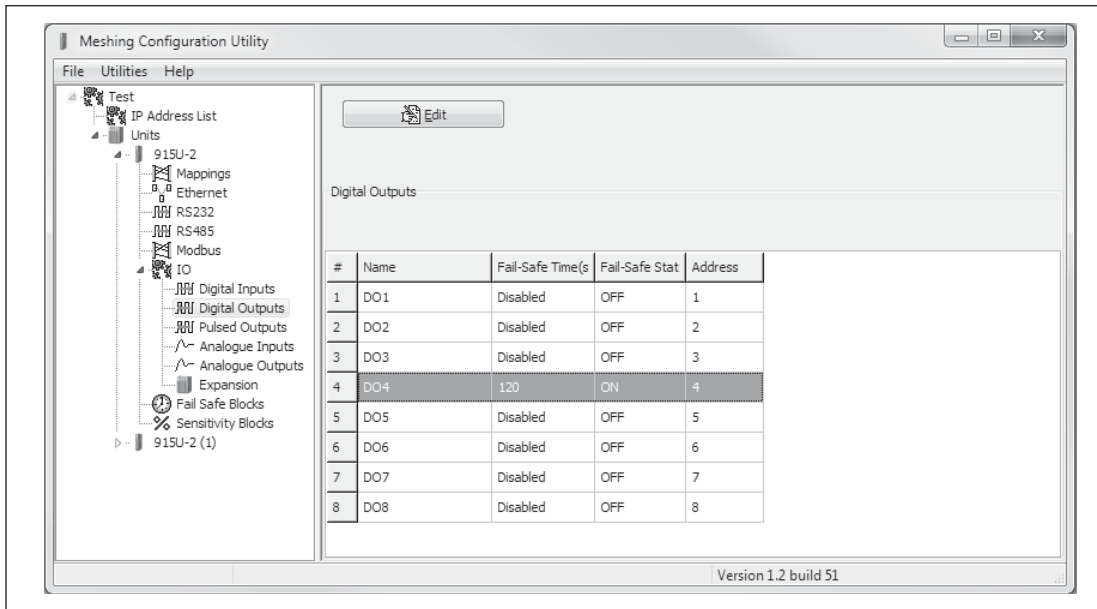 Meshing Configuration Utility
File Utilities Help
Test
IP Address List
Units
915U-2
Mappings
Ethernet
RS232
RS485
Modbus
IO
Digital Inputs
Digital Outputs
Pulsed Outputs
Analogue Inputs
Analogue Outputs
Expansion
Fail Safe Blocks
Sensitivity Blocks
915U-2 (1)
Edit
Digital Outputs
# Name Fail-Safe Time(s Fail-Safe Stat Address
1 DO1 Disabled OFF 1
2 DO2 Disabled OFF 2
3 DO3 Disabled OFF 3
4 DO4 120 ON 4
5 DO5 Disabled OFF 5
6 DO6 Disabled OFF 6
7 DO7 Disabled OFF 7
8 DO8 Disabled OFF 8
Version 1.2 build 51